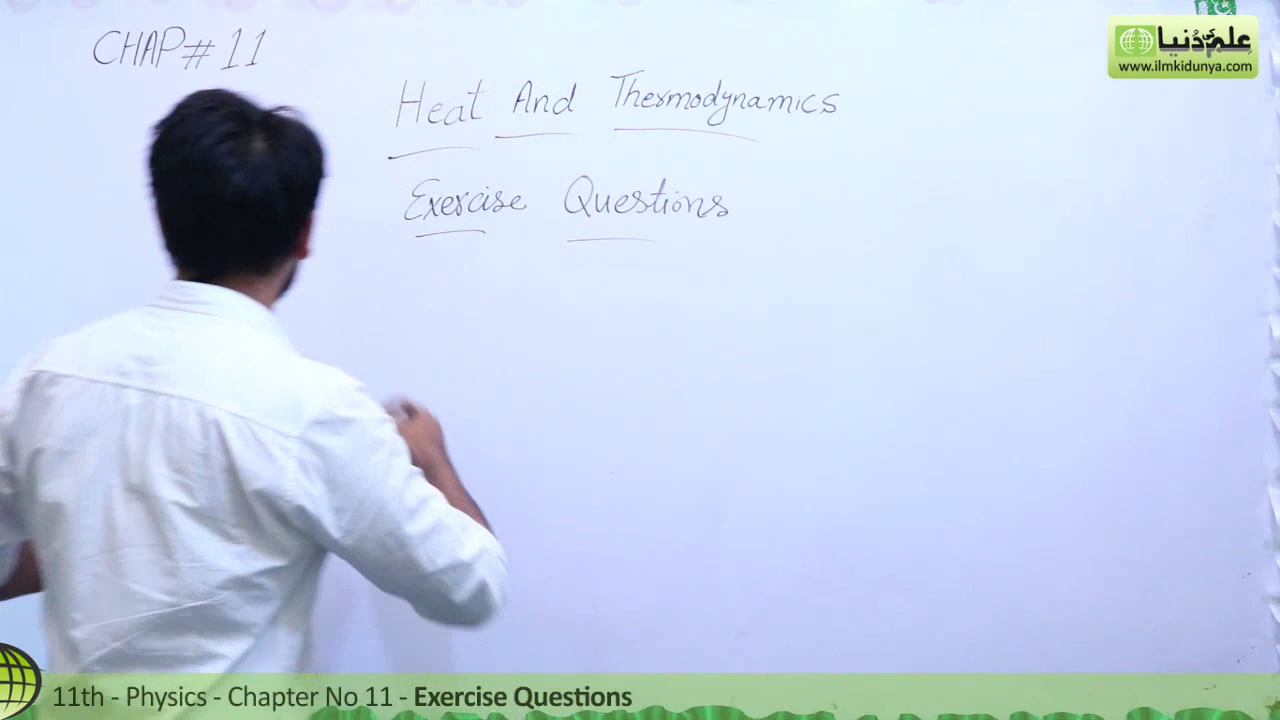 CHAP# 11
Heat And Thermodynamics
Exercise Questions
علم کی دُنیا
www.ilmkidunya.com
11th - Physics - Chapter No 11 - Exercise Questions